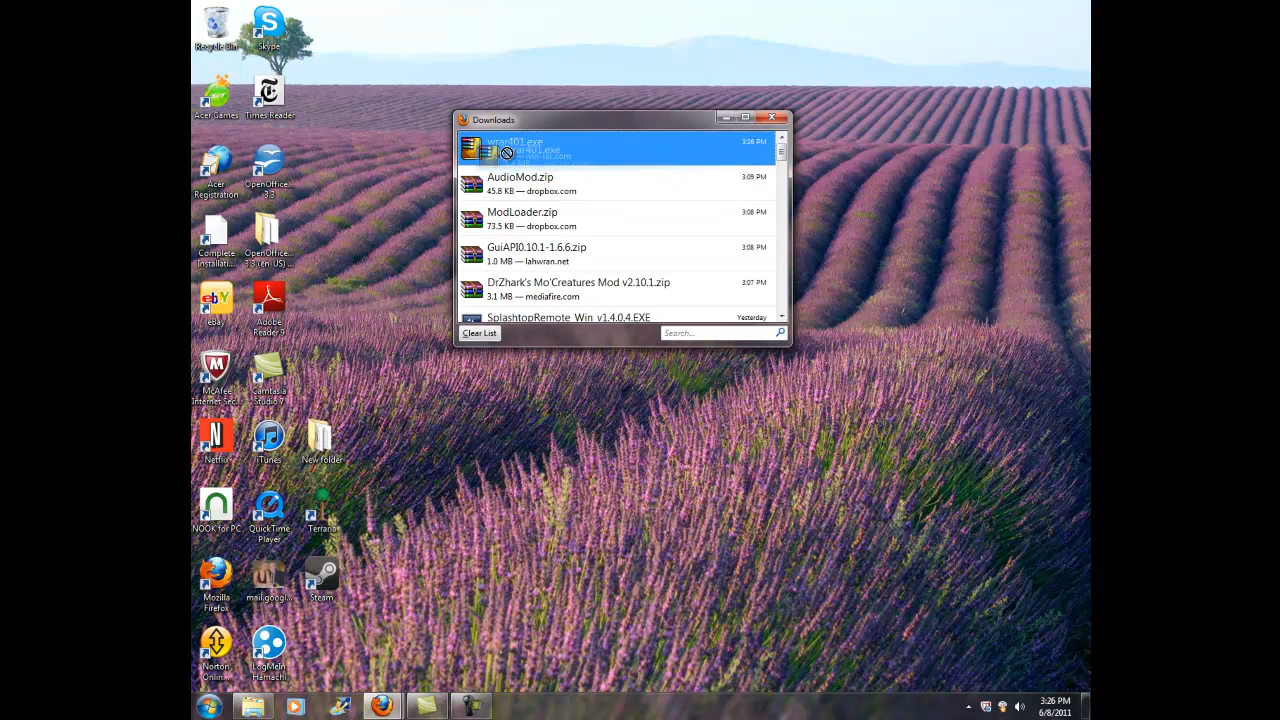 Recycle Bin
Skype
Acer Games
Times Reader
Acer
Registration
OpenOffice...
3.3
Complete
Installati...
OpenOffice...
3.3 (en-US)...
eBay
Adobe
Reader 9
McAfee
Internet Sec...
Camtasia
Studio 7
Netflix
iTunes
New folder
NOOK for PC
QuickTime
Player
Terraria
Mozilla
Firefox
mail.googl...
Steam
Norton
Online...
LogMeIn
Hamachi
Downloads
wrar401.exe
3:26 PM
win-rar.com
AudioMod.zip
3:09 PM
45.8 KB — dropbox.com
ModLoader.zip
3:08 PM
73.5 KB — dropbox.com
GuiAPI0.10.1-1.6.6.zip
3:08 PM
1.0 MB — lahwran.net
DrZhark's Mo'Creatures Mod v2.10.1.zip
3:07 PM
3.1 MB — mediafire.com
SplashtopRemote_Win_v1.4.0.4.EXE
Yesterday
Clear List
Search...
3:26 PM
6/8/2011